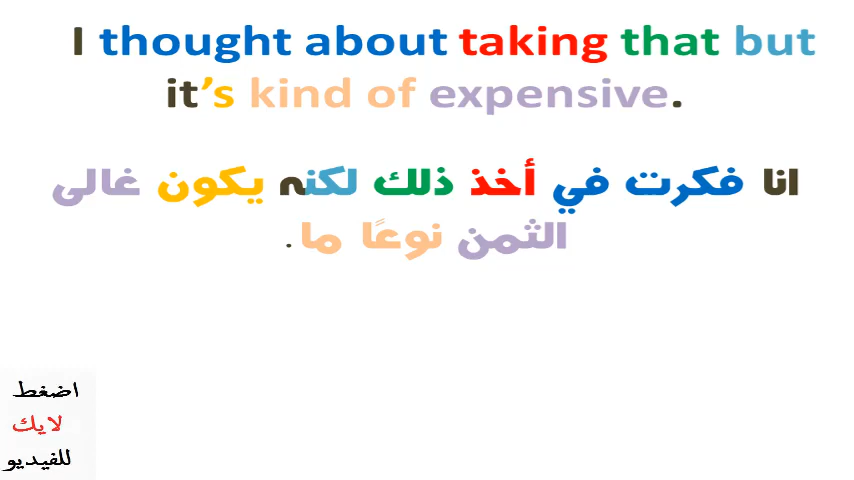 I thought about taking that but
it's kind of expensive.
انا فكرت في أخذ ذلك لكنه يكون غالى
الثمن نوعًا ما .
اضغط
لايك
للفيديو